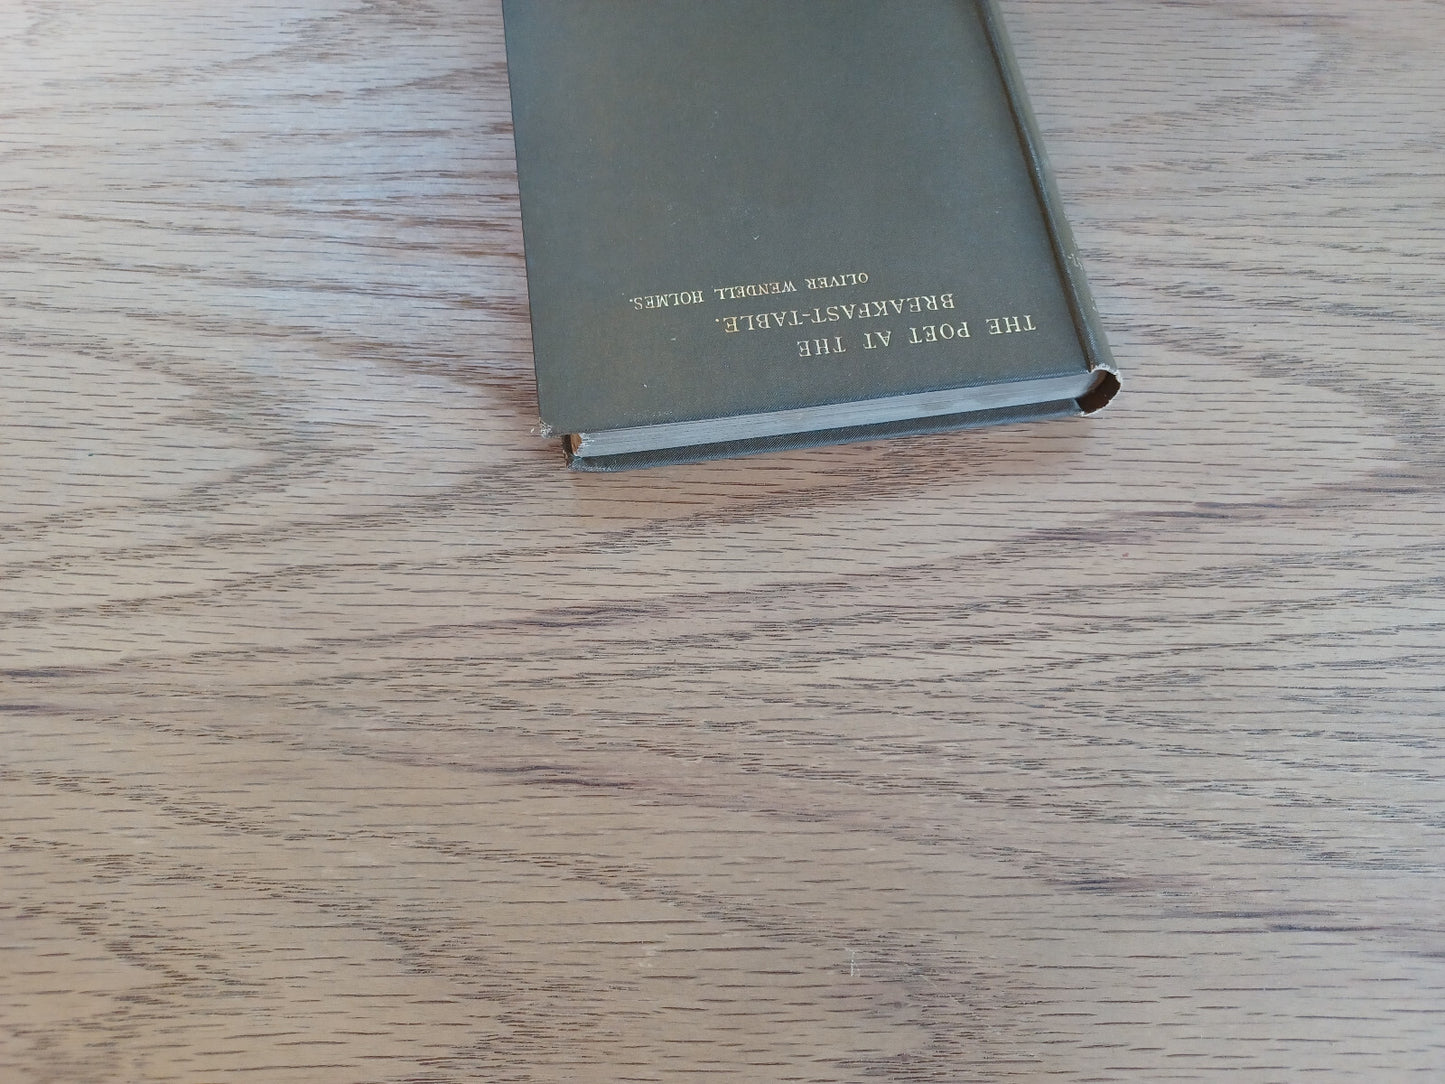 THE POET AT THE
BREAKFAST-TABLE.
OLIVER WENDELL HOLMES.